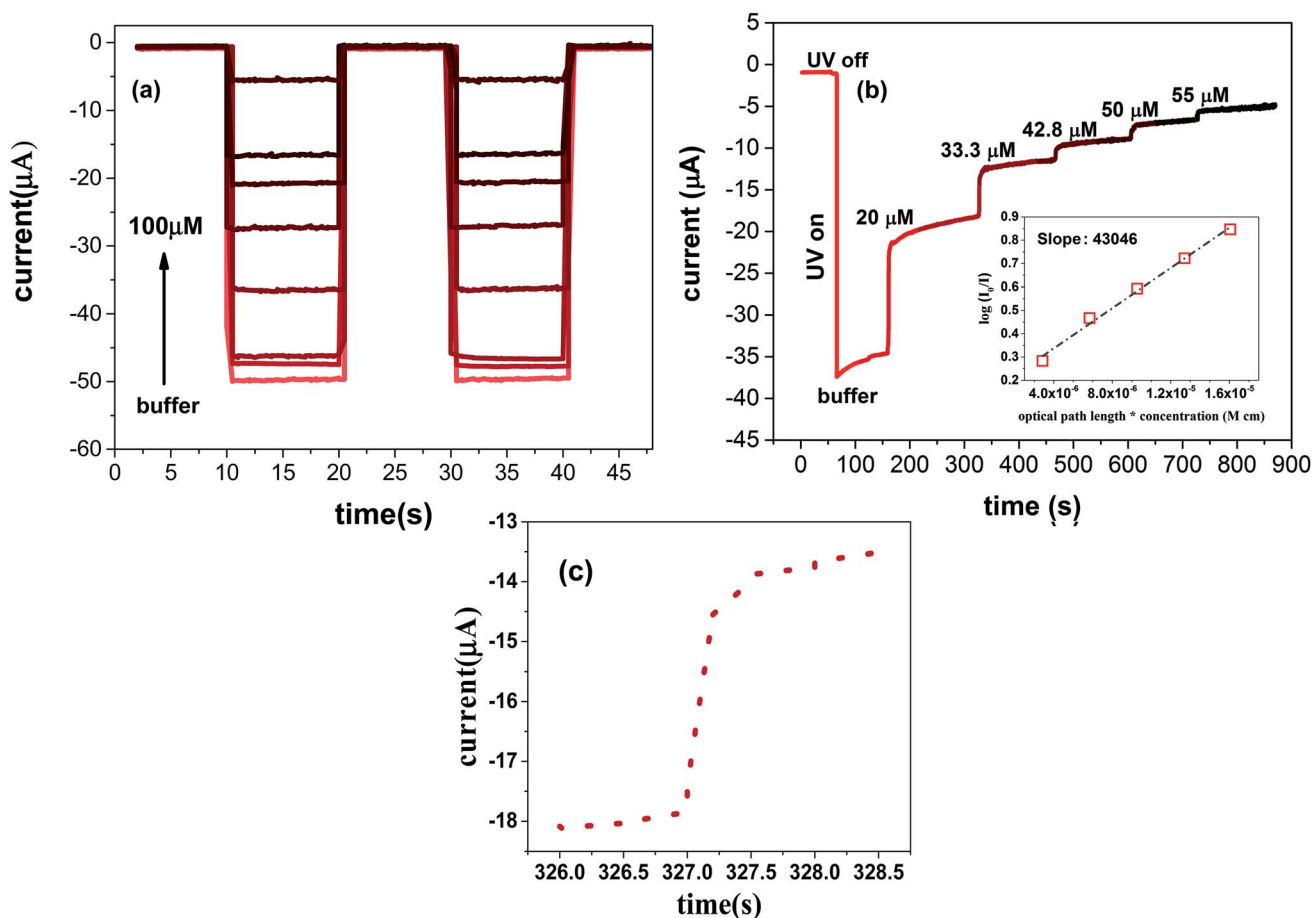 (a)
current(μA)
0
-10
-20
-30
-40
-50
-60
100μM
buffer
0 5 10 15 20 25 30 35 40 45
time(s)
(b)
current (μA)
5
0
-5
-10
-15
-20
-25
-30
-35
-40
-45
UV off
UV on
buffer
20 μM
33.3 μM
42.8 μM
50 μM
55 μM
0 100 200 300 400 500 600 700 800 900
time (s)
Slope: 43046
log (I₀/I)
0.9
0.8
0.7
0.6
0.5
0.4
0.3
0.2
4.0x10⁻⁶ 8.0x10⁻⁶ 1.2x10⁻⁵ 1.6x10⁻⁵
optical path length * concentration (M cm)
(c)
current(μA)
-13
-14
-15
-16
-17
-18
326.0 326.5 327.0 327.5 328.0 328.5
time(s)